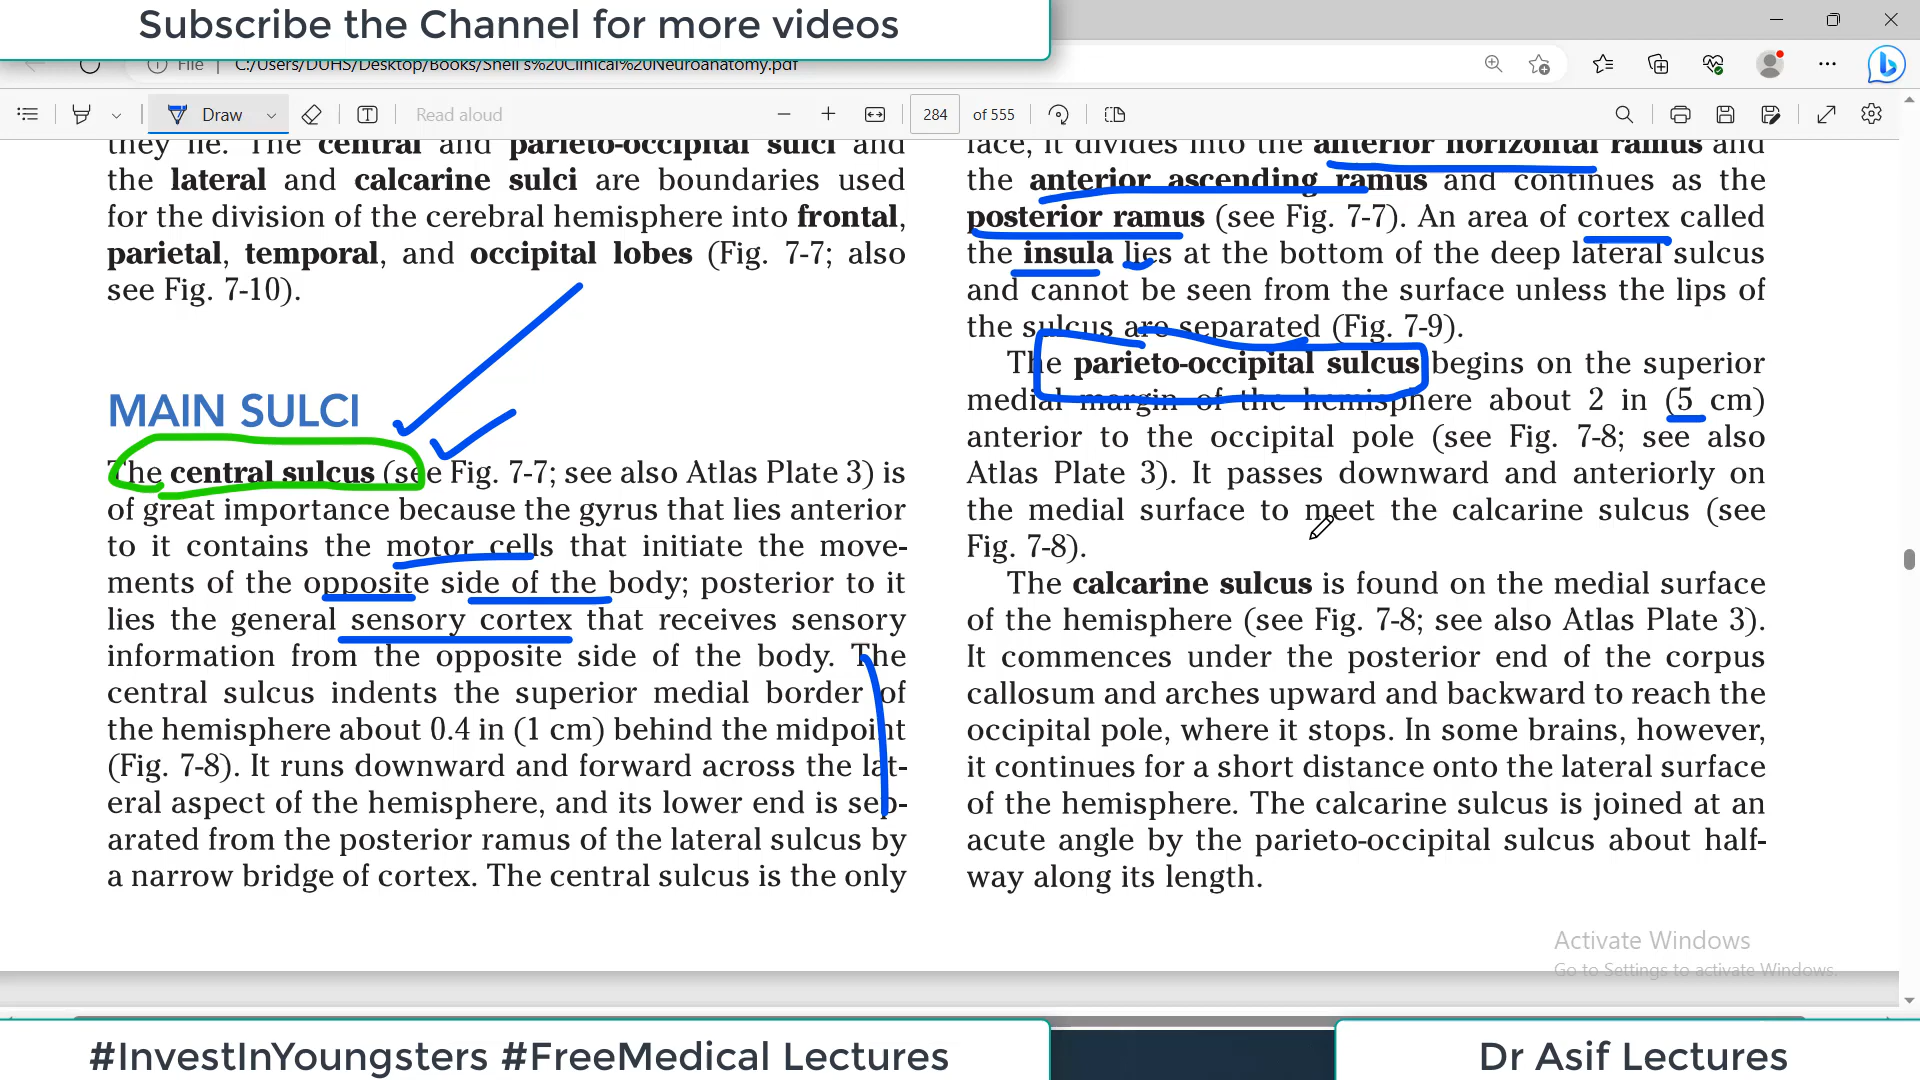 Subscribe the Channel for more videos
File
C:/Users/DUHS/Desktop/Books/Snell's%20Clinical%20Neuroanatomy.pdf
Draw
Read aloud
284 of 555
they lie. The central and parieto-occipital sulci and
the lateral and calcarine sulci are boundaries used
for the division of the cerebral hemisphere into frontal,
parietal, temporal, and occipital lobes (Fig. 7-7; also
see Fig. 7-10).
MAIN SULCI
The central sulcus (see Fig. 7-7; see also Atlas Plate 3) is
of great importance because the gyrus that lies anterior
to it contains the motor cells that initiate the move-
ments of the opposite side of the body; posterior to it
lies the general sensory cortex that receives sensory
information from the opposite side of the body. The
central sulcus indents the superior medial border of
the hemisphere about 0.4 in (1 cm) behind the midpoint
(Fig. 7-8). It runs downward and forward across the lat-
eral aspect of the hemisphere, and its lower end is sep-
arated from the posterior ramus of the lateral sulcus by
a narrow bridge of cortex. The central sulcus is the only
face, it divides into the anterior horizontal ramus and
the anterior ascending ramus and continues as the
posterior ramus (see Fig. 7-7). An area of cortex called
the insula lies at the bottom of the deep lateral sulcus
and cannot be seen from the surface unless the lips of
the sulcus are separated (Fig. 7-9).
The parieto-occipital sulcus begins on the superior
medial margin of the hemisphere about 2 in (5 cm)
anterior to the occipital pole (see Fig. 7-8; see also
Atlas Plate 3). It passes downward and anteriorly on
the medial surface to meet the calcarine sulcus (see
Fig. 7-8).
The calcarine sulcus is found on the medial surface
of the hemisphere (see Fig. 7-8; see also Atlas Plate 3).
It commences under the posterior end of the corpus
callosum and arches upward and backward to reach the
occipital pole, where it stops. In some brains, however,
it continues for a short distance onto the lateral surface
of the hemisphere. The calcarine sulcus is joined at an
acute angle by the parieto-occipital sulcus about half-
way along its length.
Activate Windows
Go to Settings to activate Windows.
#InvestInYoungsters #FreeMedical Lectures
Dr Asif Lectures